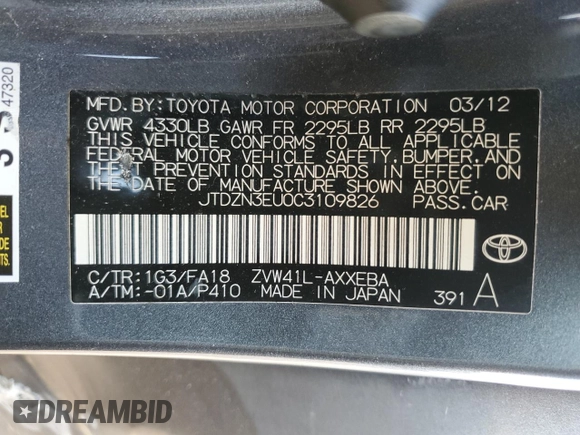 47320
MFD. BY: TOYOTA MOTOR CORPORATION 03/12
GVWR 4330LB GAWR FR 2295LB RR 2295LB
THIS VEHICLE CONFORMS TO ALL APPLICABLE
FEDERAL MOTOR VEHICLE SAFETY, BUMPER, AND
THEFT PREVENTION STANDARDS IN EFFECT ON
THE DATE OF MANUFACTURE SHOWN ABOVE.
JTDZN3EU0C3109826 PASS. CAR
C/TR: 1G3/FA18 ZVW41L-AXXEBA
A/TM: -01A/P410 MADE IN JAPAN 391 A
DREAMBID